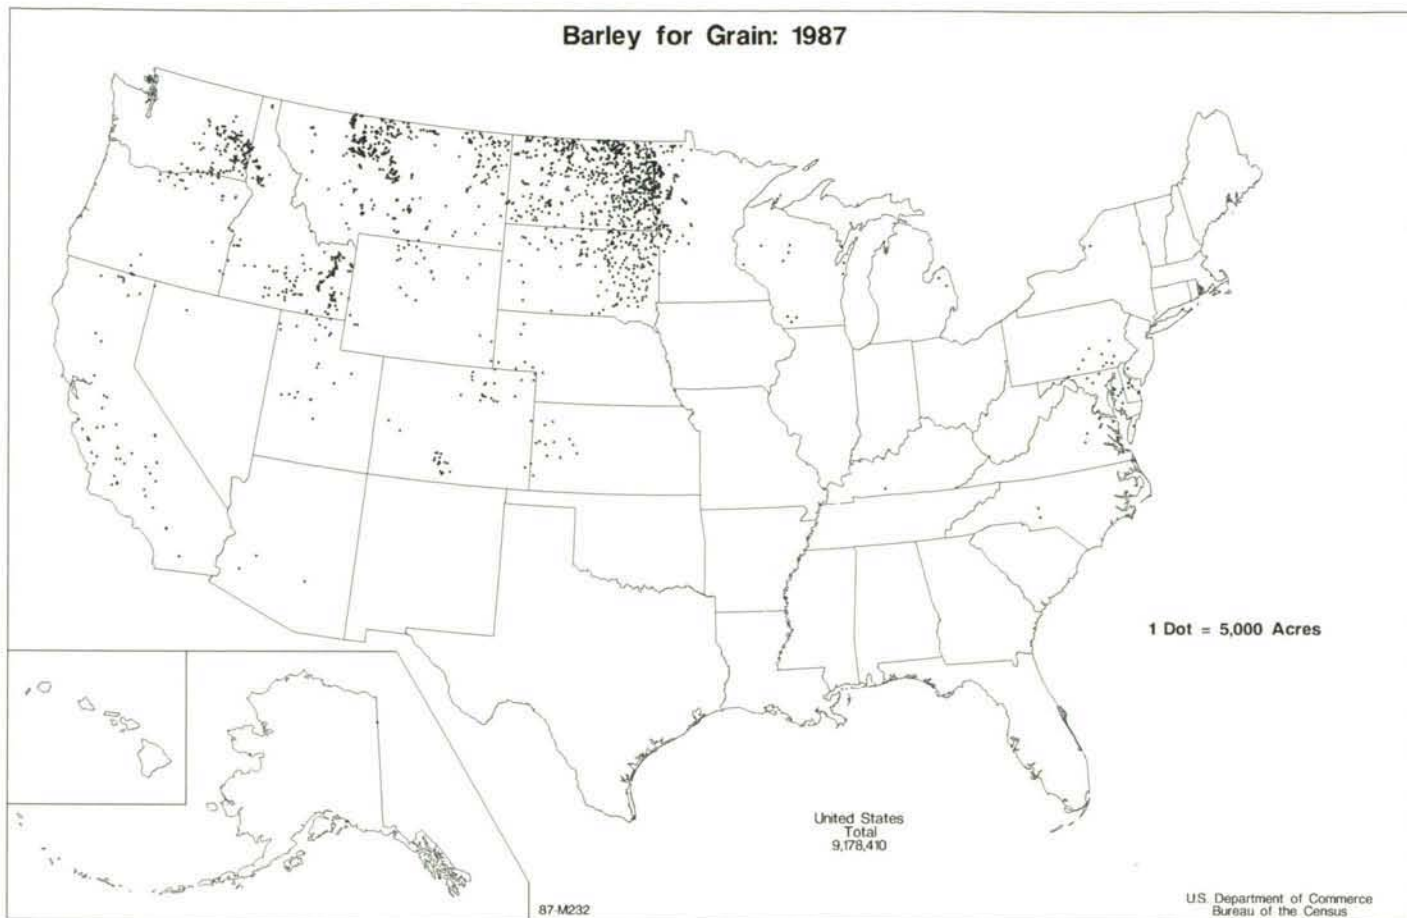 Barley for Grain: 1987
1 Dot = 5,000 Acres
United States
Total
9,178,410
87-M232
U.S. Department of Commerce
Bureau of the Census